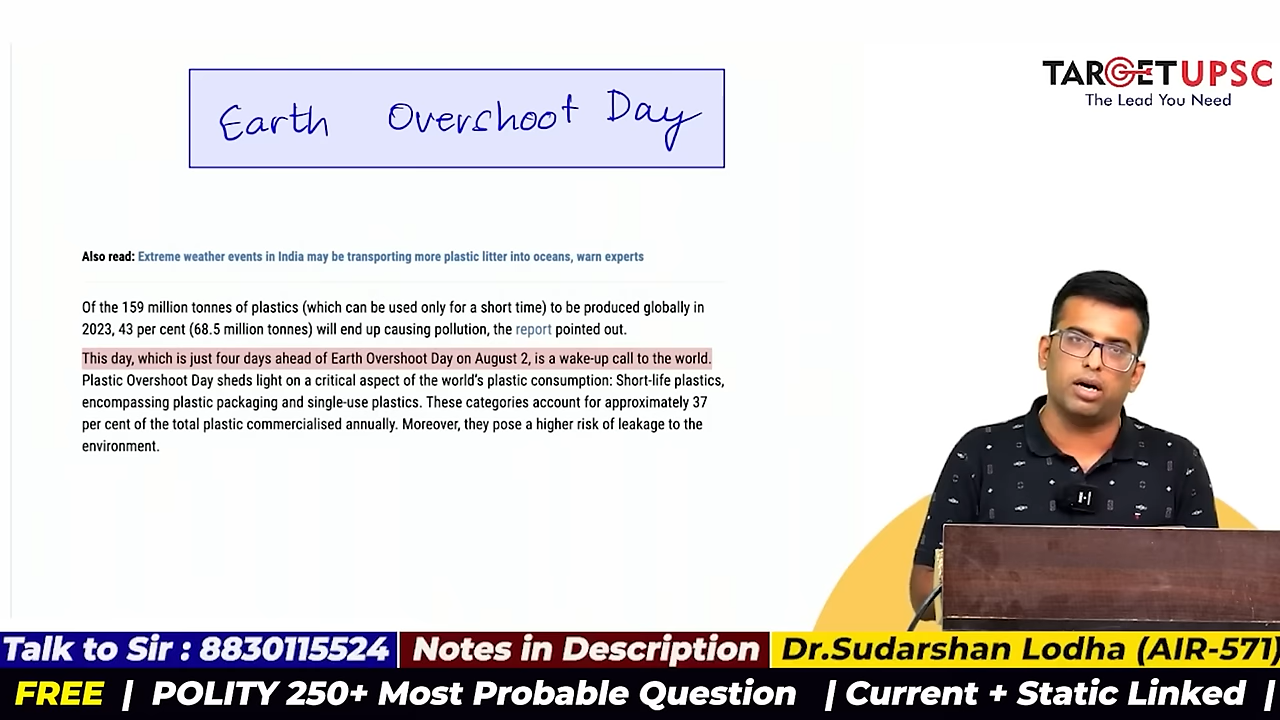 Earth Overshoot Day
TARGETUPSC
The Lead You Need
Also read: Extreme weather events in India may be transporting more plastic litter into oceans, warn experts
Of the 159 million tonnes of plastics (which can be used only for a short time) to be produced globally in
2023, 43 per cent (68.5 million tonnes) will end up causing pollution, the report pointed out.
This day, which is just four days ahead of Earth Overshoot Day on August 2, is a wake-up call to the world.
Plastic Overshoot Day sheds light on a critical aspect of the world's plastic consumption: Short-life plastics,
encompassing plastic packaging and single-use plastics. These categories account for approximately 37
per cent of the total plastic commercialised annually. Moreover, they pose a higher risk of leakage to the
environment.
Talk to Sir : 8830115524 Notes in Description Dr.Sudarshan Lodha (AIR-571)
FREE | POLITY 250+ Most Probable Question | Current + Static Linked |